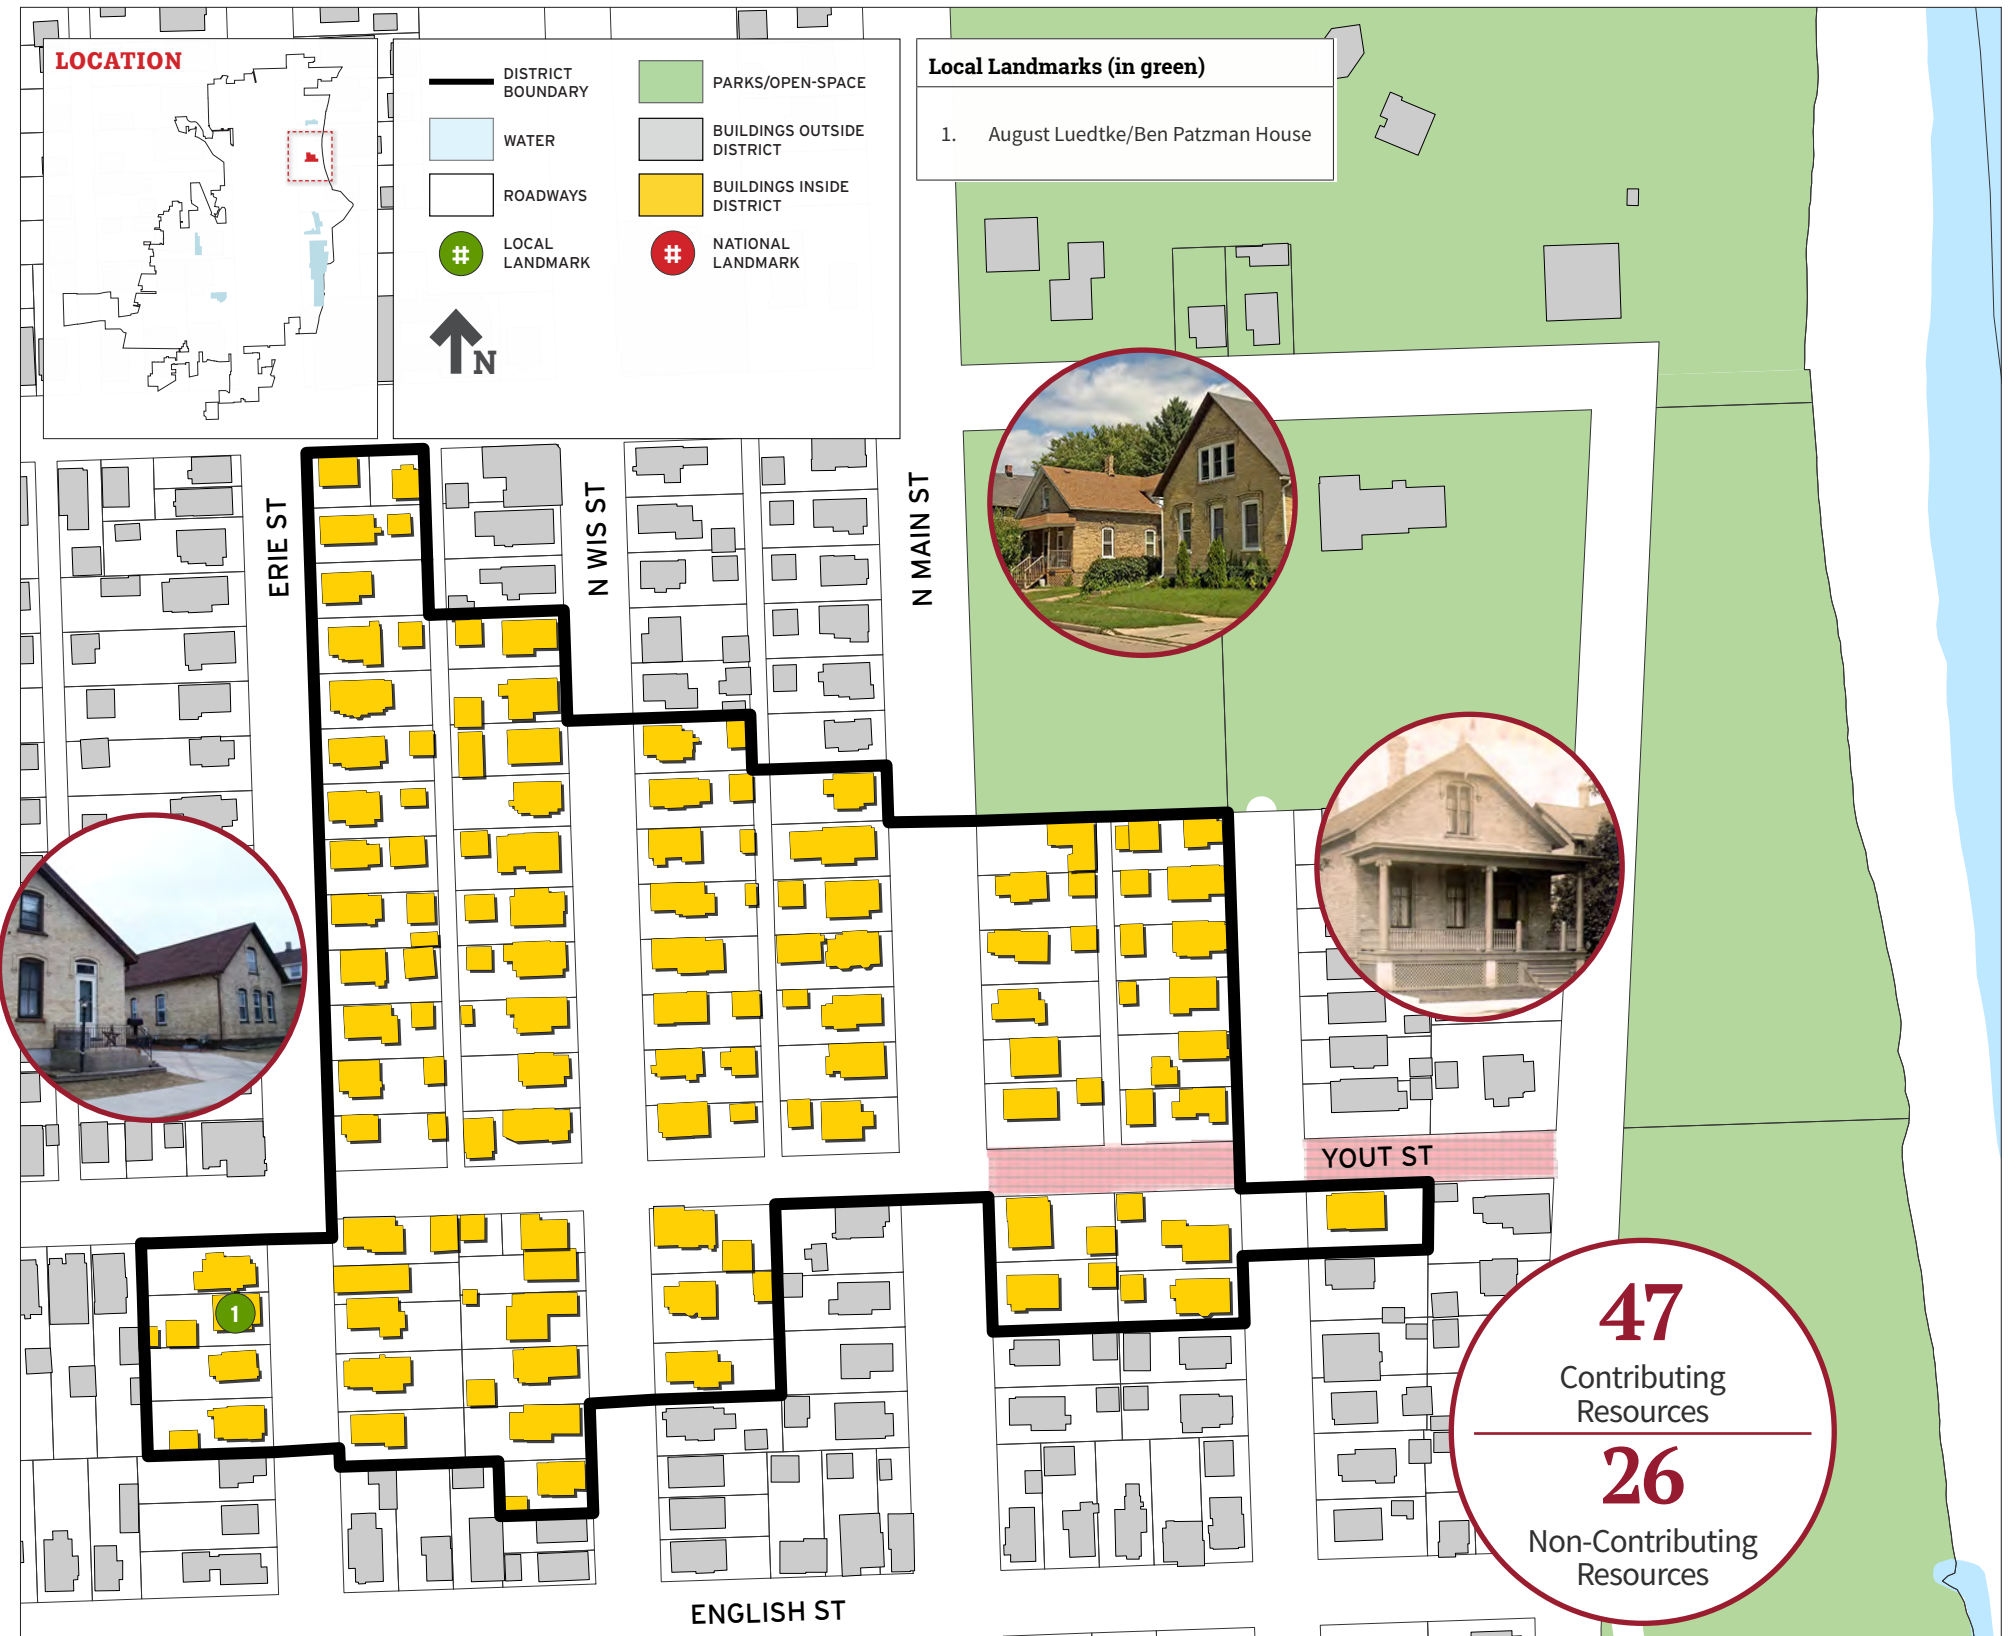 LOCATION
DISTRICT
BOUNDARY
WATER
ROADWAYS
#
LOCAL
LANDMARK
PARKS/OPEN-SPACE
BUILDINGS OUTSIDE
DISTRICT
BUILDINGS INSIDE
DISTRICT
#
NATIONAL
LANDMARK
N
Local Landmarks (in green)
1. August Luedtke/Ben Patzman House
ERIE ST
N WIS ST
N MAIN ST
YOUT ST
1
ENGLISH ST
47
Contributing
Resources
26
Non-Contributing
Resources